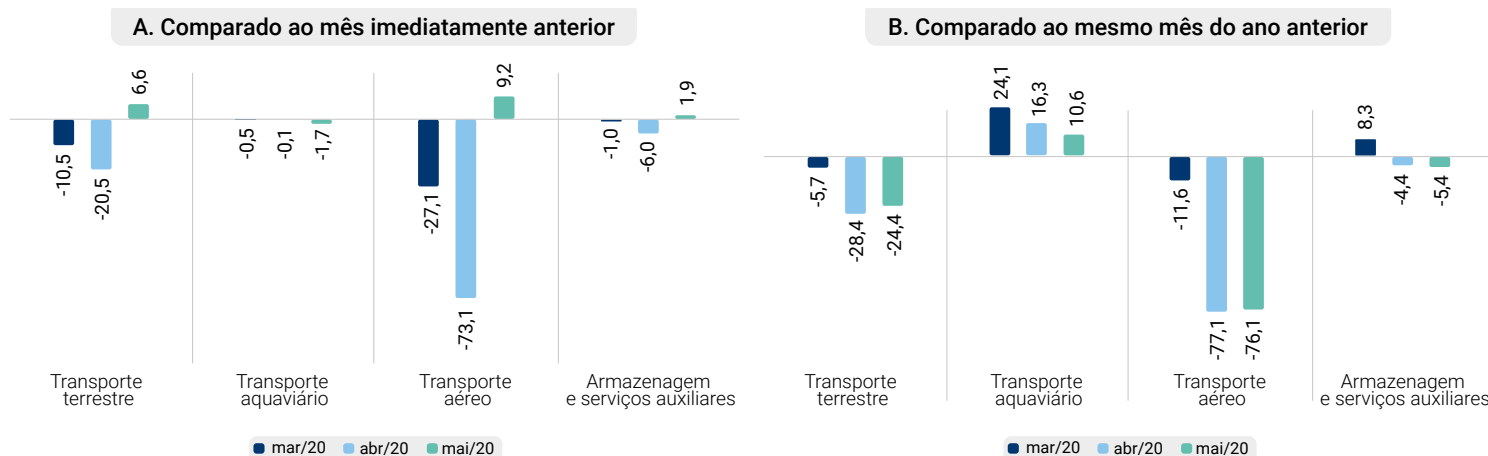 A. Comparado ao mês imediatamente anterior
-10,5
-20,5
6,6
-0,5
-0,1
-1,7
-27,1
-73,1
9,2
-1,0
-6,0
1,9
Transporte
terrestre
Transporte
aquaviário
Transporte
aéreo
Armazenagem
e serviços auxiliares
mar/20 abr/20 mai/20
B. Comparado ao mesmo mês do ano anterior
-5,7
-28,4
-24,4
24,1
16,3
10,6
-11,6
-77,1
-76,1
8,3
-4,4
-5,4
Transporte
terrestre
Transporte
aquaviário
Transporte
aéreo
Armazenagem
e serviços auxiliares
mar/20 abr/20 mai/20